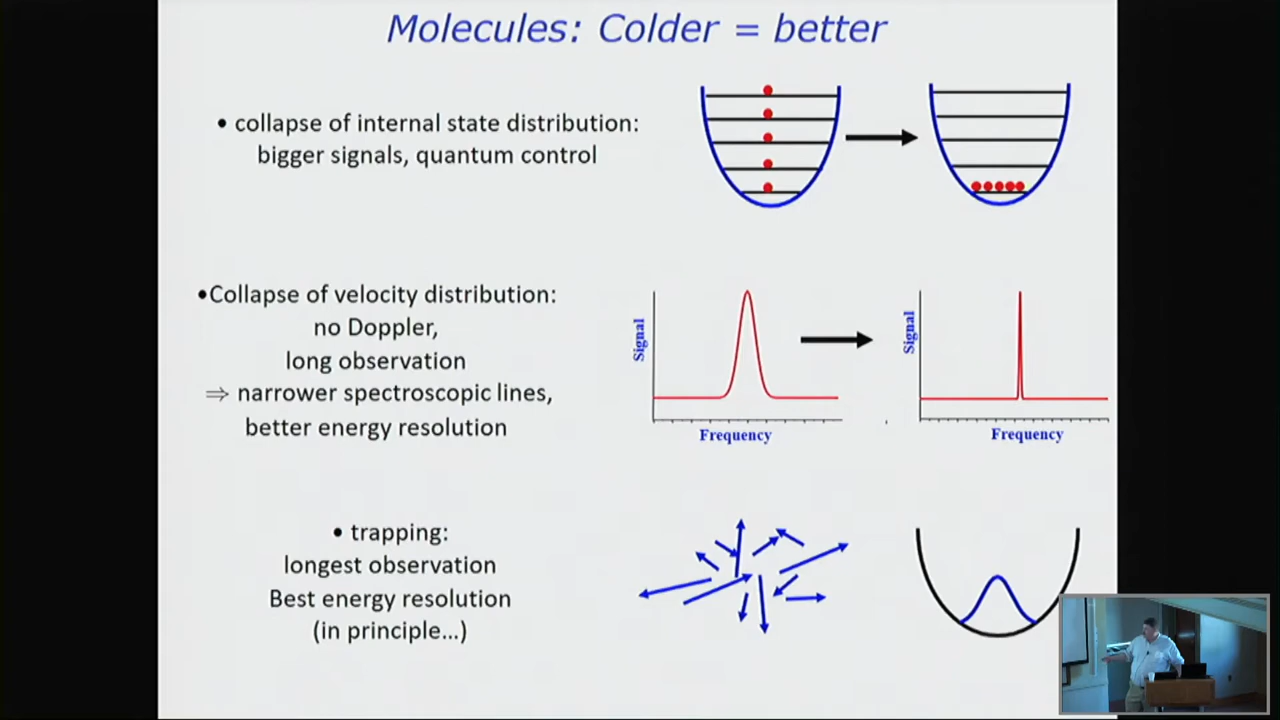 Molecules: Colder = better
• collapse of internal state distribution:
bigger signals, quantum control
•Collapse of velocity distribution:
no Doppler,
long observation
⇒ narrower spectroscopic lines,
better energy resolution
Signal
Frequency
Signal
Frequency
• trapping:
longest observation
Best energy resolution
(in principle...)